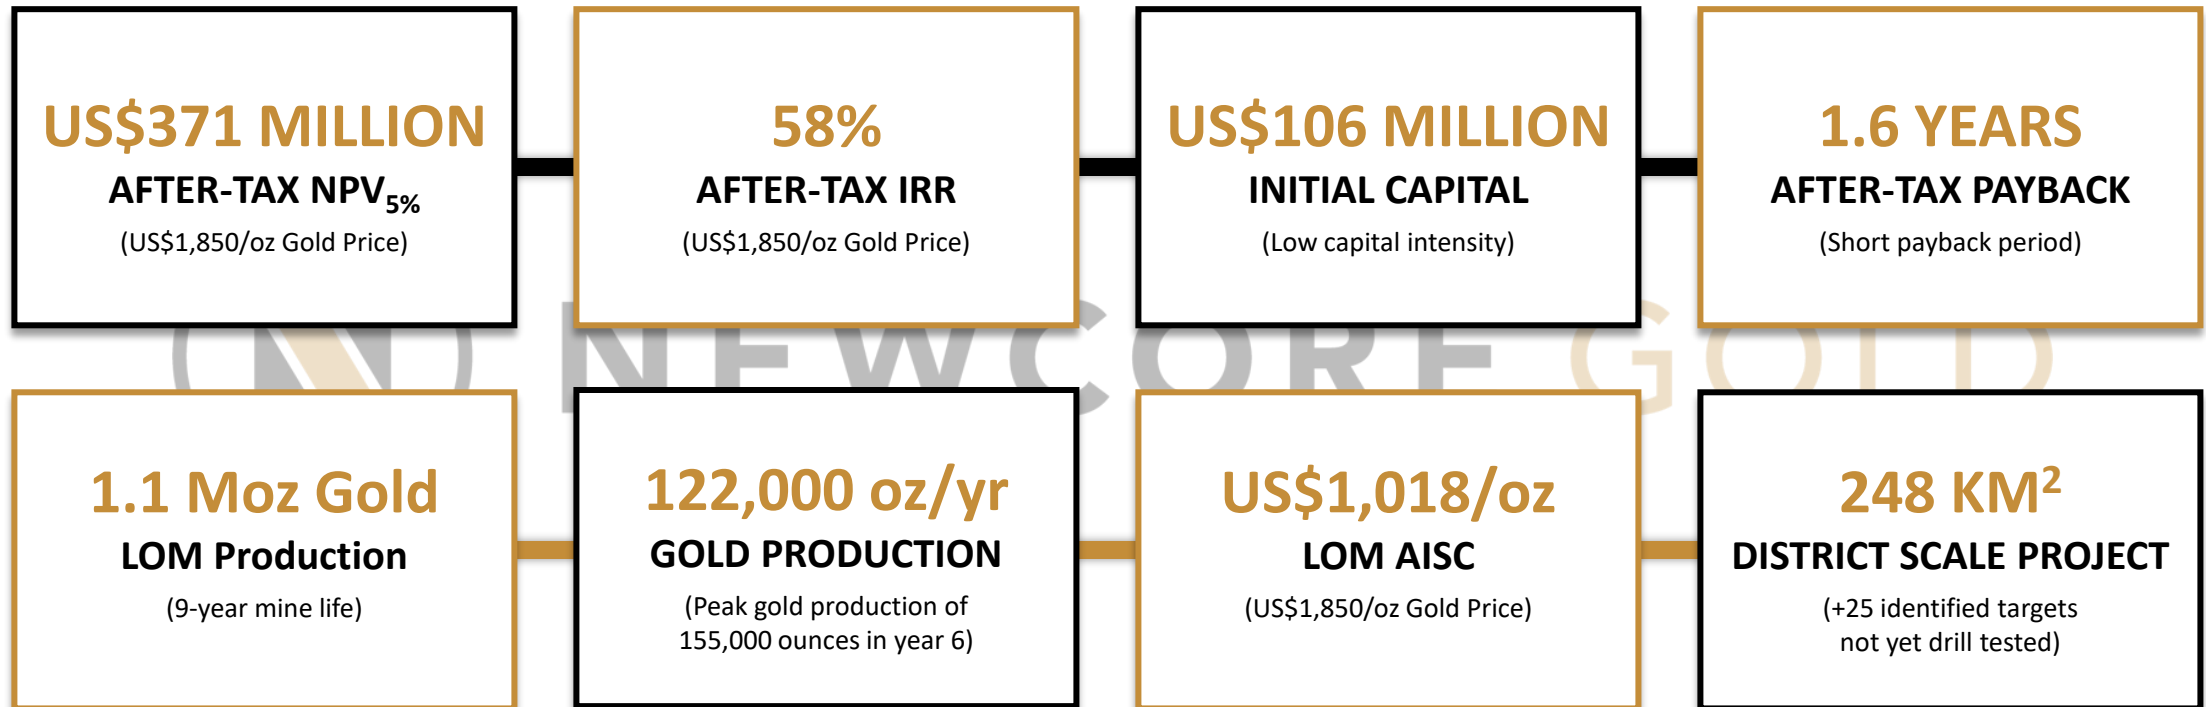 US$371 MILLION
AFTER-TAX NPV5%
(US$1,850/oz Gold Price)
58%
AFTER-TAX IRR
(US$1,850/oz Gold Price)
US$106 MILLION
INITIAL CAPITAL
(Low capital intensity)
1.6 YEARS
AFTER-TAX PAYBACK
(Short payback period)
NEWCORE GOLD
1.1 Moz Gold
LOM Production
(9-year mine life)
122,000 oz/yr
GOLD PRODUCTION
(Peak gold production of
155,000 ounces in year 6)
US$1,018/oz
LOM AISC
(US$1,850/oz Gold Price)
248 KM²
DISTRICT SCALE PROJECT
(+25 identified targets
not yet drill tested)